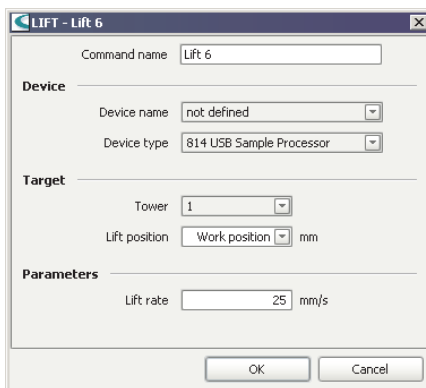 LIFT - Lift 6
Command name Lift 6
Device
Device name not defined
Device type 814 USB Sample Processor
Target
Tower 1
Lift position Work position mm
Parameters
Lift rate 25 mm/s
OK Cancel